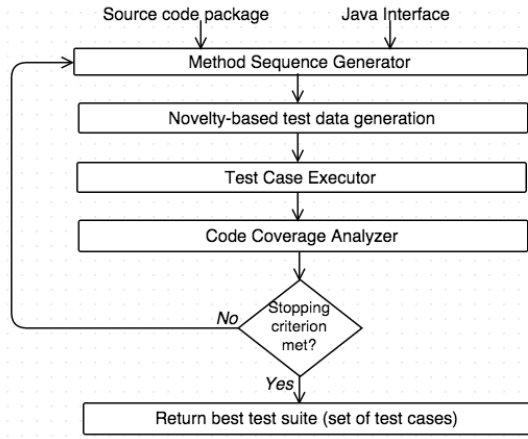 Source code package
Java Interface
Method Sequence Generator
Novelty-based test data generation
Test Case Executor
Code Coverage Analyzer
Stopping
criterion
met?
No
Yes
Return best test suite (set of test cases)